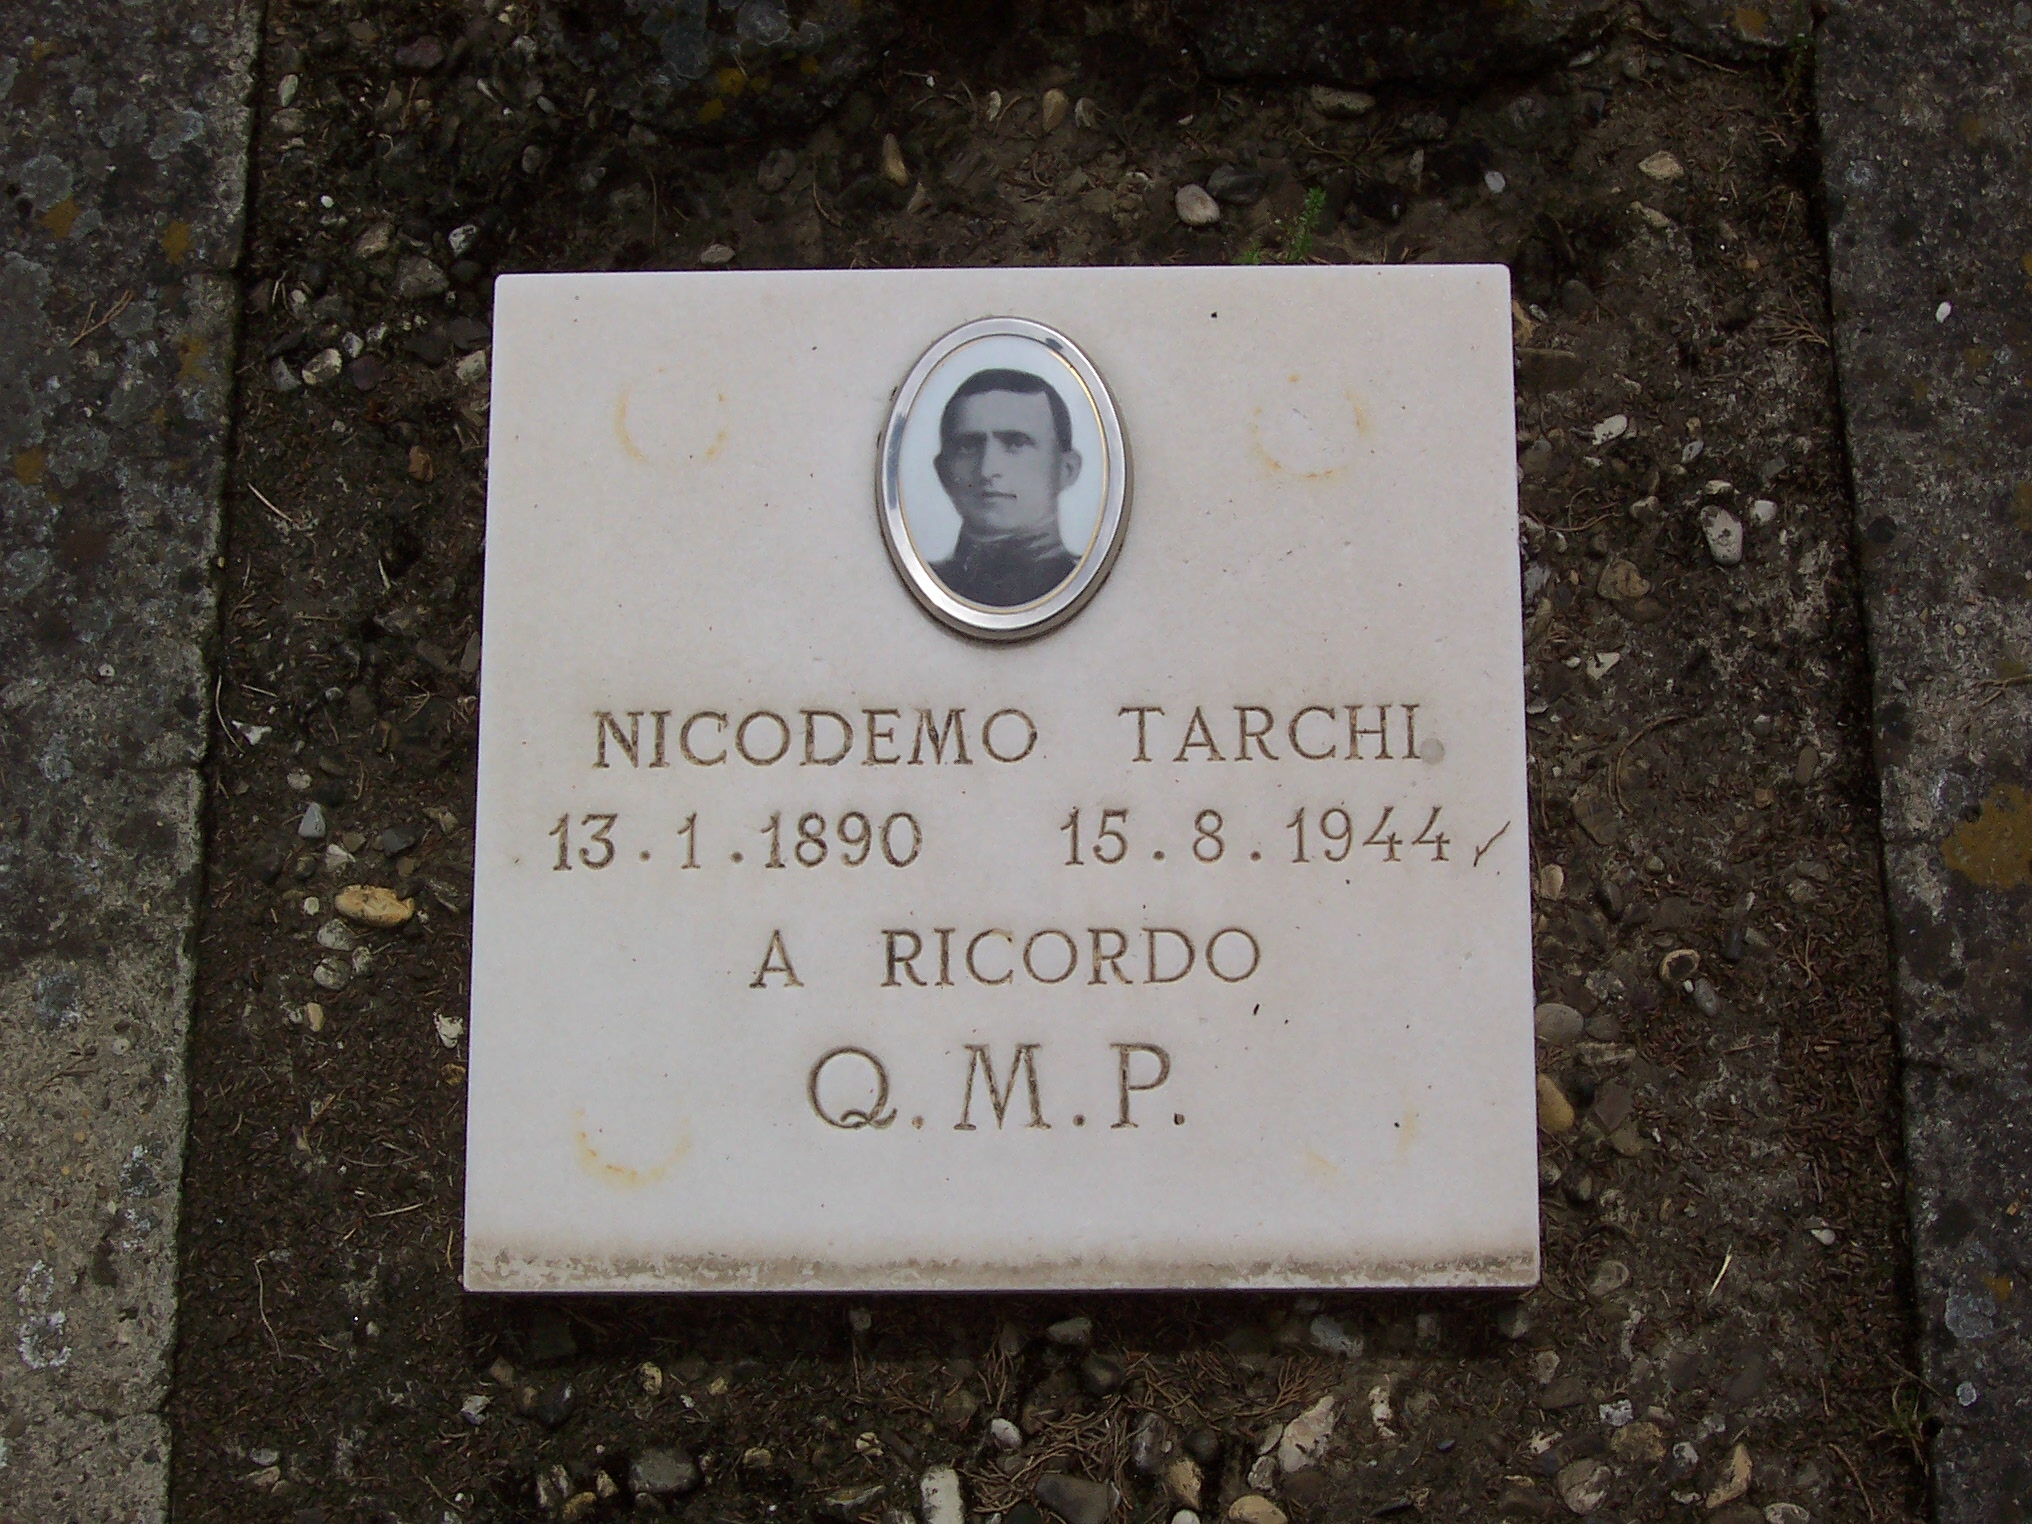 NICODEMO TARCHI
13.1.1890 15.8.1944
A RICORDO
Q.M.P.